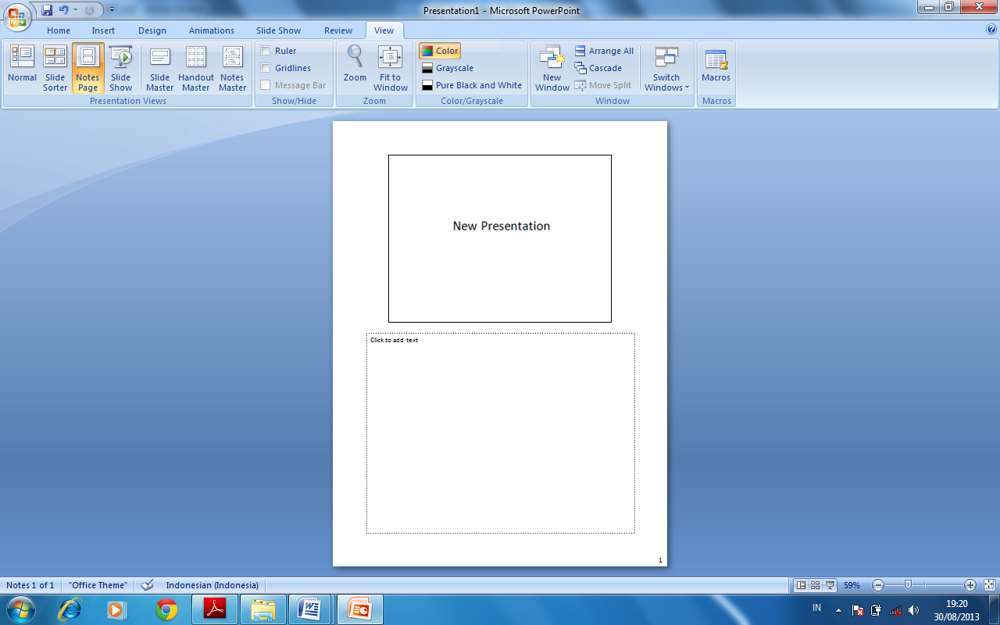 Presentation1 - Microsoft PowerPoint
Home Insert Design Animations Slide Show Review View
Normal
Slide Sorter
Notes Page
Slide Show
Slide Master
Handout Master
Notes Master
Presentation Views
Ruler
Gridlines
Message Bar
Show/Hide
Zoom
Fit to Window
Zoom
Color
Grayscale
Pure Black and White
Color/Grayscale
New Window
Arrange All
Cascade
Move Split
Switch Windows
Window
Macros
Macros
New Presentation
Click to add text
1
Notes 1 of 1 "Office Theme" Indonesian (Indonesia) 59%
IN 19:20
30/08/2013